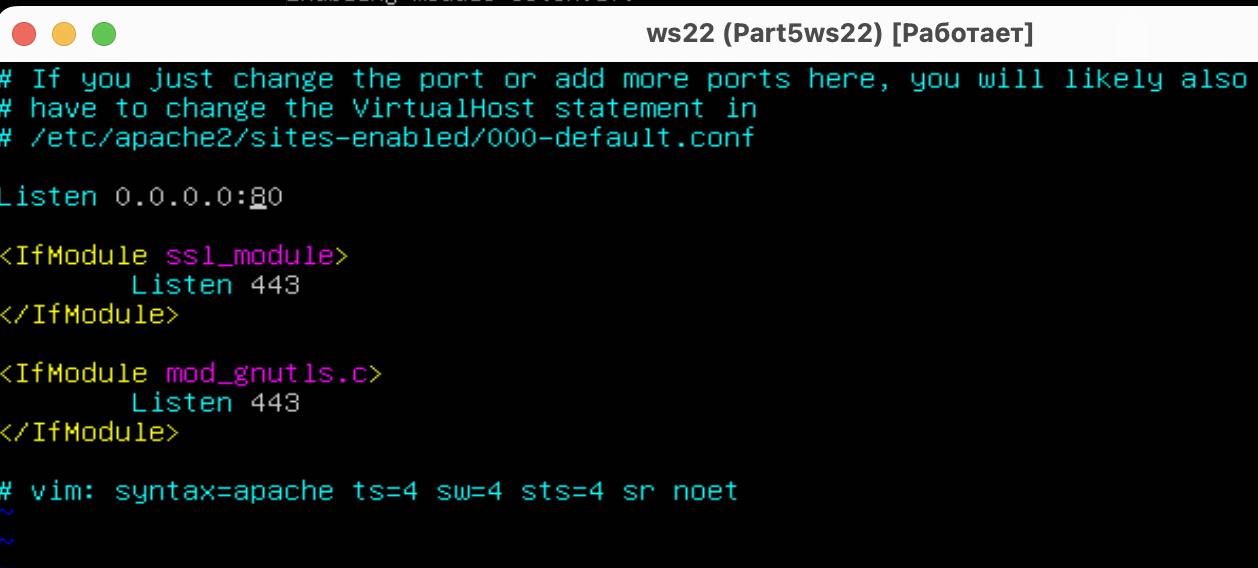 ws22 (Part5ws22) [Работает]
# If you just change the port or add more ports here, you will likely also
# have to change the VirtualHost statement in
# /etc/apache2/sites-enabled/000-default.conf
Listen 0.0.0.0:80
<IfModule ssl_module>
        Listen 443
</IfModule>
<IfModule mod_gnutls.c>
        Listen 443
</IfModule>
# vim: syntax=apache ts=4 sw=4 sts=4 sr noet
~
~